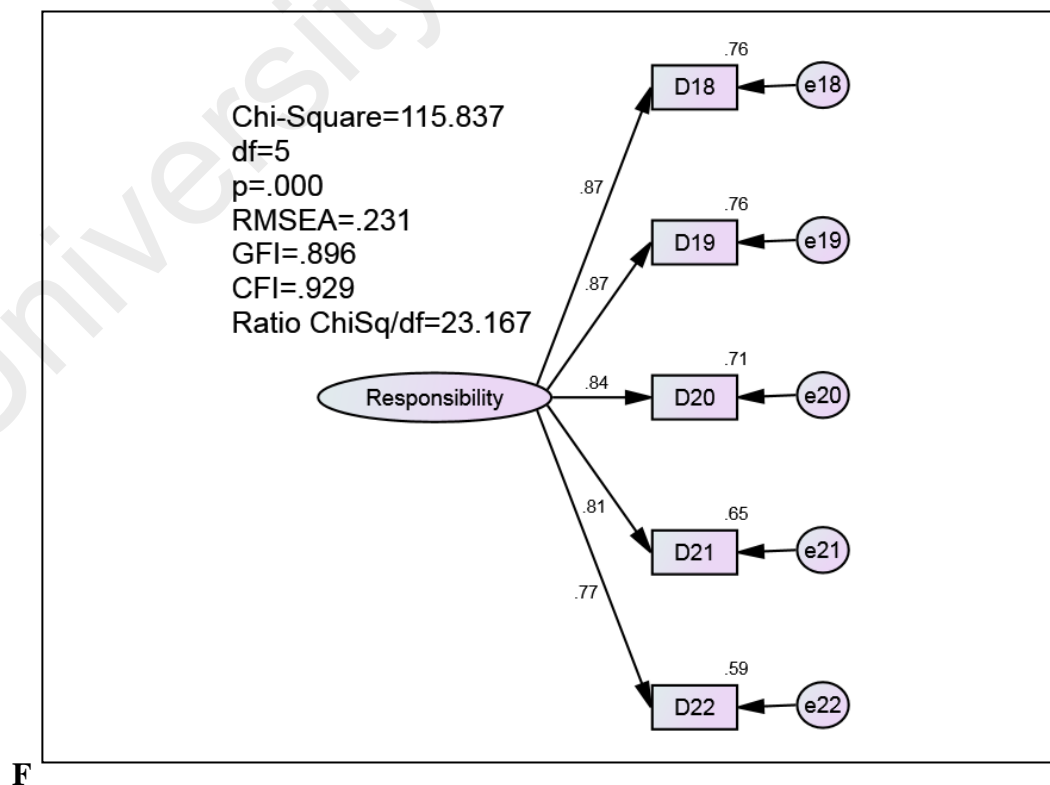 University
.76
D18
e18
Chi-Square=115.837
df=5
p=.000
RMSEA=.231
GFI=.896
CFI=.929
Ratio ChiSq/df=23.167
.87
.76
D19
e19
.87
.71
Responsibility
.84
D20
e20
.81
.65
D21
e21
.77
.59
D22
e22
F